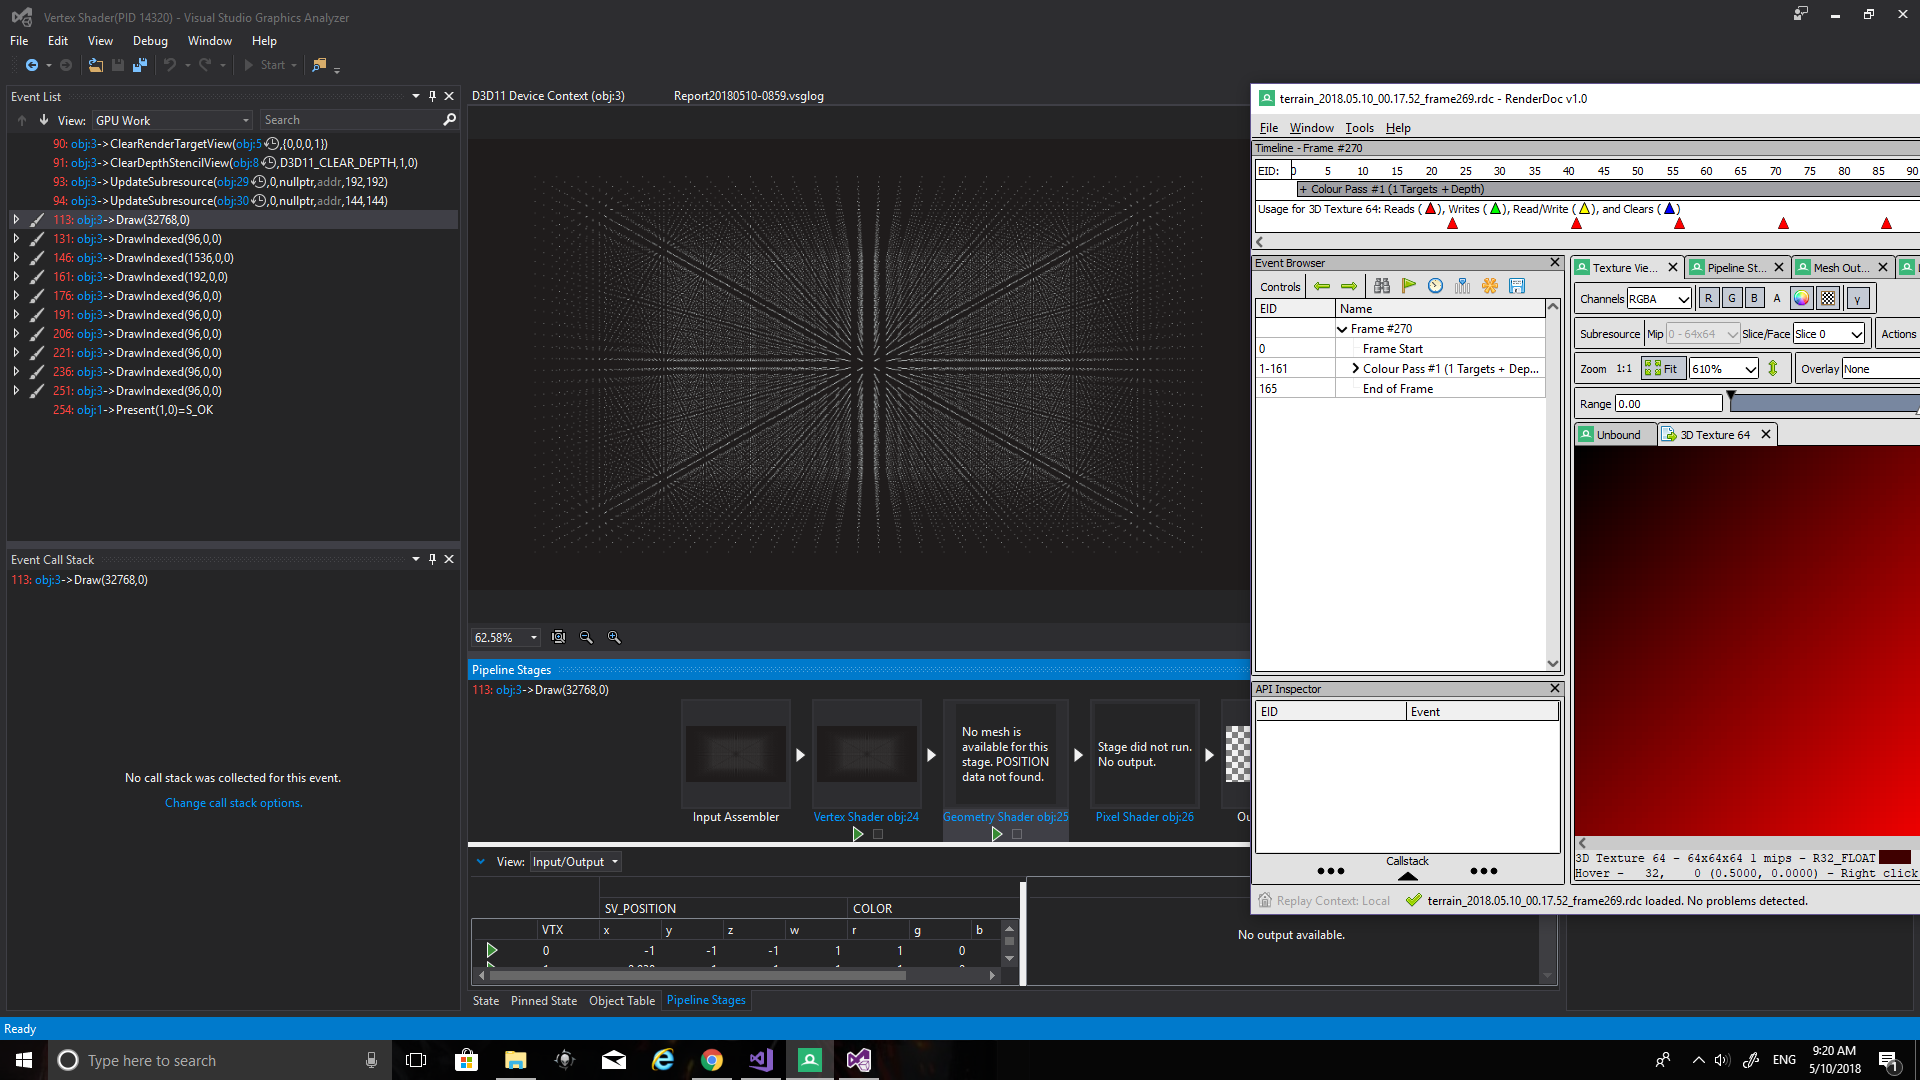 Vertex Shader(PID 14320) - Visual Studio Graphics Analyzer
File Edit View Debug Window Help
Start
Event List
View: GPU Work Search
90: obj:3->ClearRenderTargetView(obj:5,{0,0,0,1})
91: obj:3->ClearDepthStencilView(obj:8,D3D11_CLEAR_DEPTH,1,0)
93: obj:3->UpdateSubresource(obj:29,0,nullptr,addr,192,192)
94: obj:3->UpdateSubresource(obj:30,0,nullptr,addr,144,144)
113: obj:3->Draw(32768,0)
131: obj:3->DrawIndexed(96,0,0)
146: obj:3->DrawIndexed(1536,0,0)
161: obj:3->DrawIndexed(192,0,0)
176: obj:3->DrawIndexed(96,0,0)
191: obj:3->DrawIndexed(96,0,0)
206: obj:3->DrawIndexed(96,0,0)
221: obj:3->DrawIndexed(96,0,0)
236: obj:3->DrawIndexed(96,0,0)
251: obj:3->DrawIndexed(96,0,0)
254: obj:1->Present(1,0)=S_OK
Event Call Stack
113: obj:3->Draw(32768,0)
No call stack was collected for this event.
Change call stack options.
D3D11 Device Context (obj:3) Report20180510-0859.vsglog
62.58%
Pipeline Stages
113: obj:3->Draw(32768,0)
No mesh is
available for this
stage. POSITION
data not found.
Stage did not run.
No output.
Input Assembler Vertex Shader obj:24 Geometry Shader obj:25 Pixel Shader obj:26 Ou
View: Input/Output
SV_POSITION COLOR
VTX x y z w r g b
0 -1 -1 -1 1 1 0
No output available.
State Pinned State Object Table Pipeline Stages
Ready
terrain_2018.05.10_00.17.52_frame269.rdc - RenderDoc v1.0
File Window Tools Help
Timeline - Frame #270
EID: 0 5 10 15 20 25 30 35 40 45 50 55 60 65 70 75 80 85 90
+ Colour Pass #1 (1 Targets + Depth)
Usage for 3D Texture 64: Reads ( ), Writes ( ), Read/Write ( ), and Clears ( )
Event Browser
Controls
EID Name
Frame #270
0 Frame Start
1-161 Colour Pass #1 (1 Targets + Dep...
165 End of Frame
API Inspector
EID Event
Callstack
Texture Vie... Pipeline St... Mesh Out...
Channels RGBA R G B A γ
Subresource Mip 0 - 64x64 Slice/Face Slice 0 Actions
Zoom 1:1 Fit 610% Overlay None
Range 0.00
Unbound 3D Texture 64
3D Texture 64 - 64x64x64 1 mips - R32_FLOAT
Hover - 32, 0 (0.5000, 0.0000) - Right click
Replay Context: Local terrain_2018.05.10_00.17.52_frame269.rdc loaded. No problems detected.
Type here to search
ENG
9:20 AM
5/10/2018
1